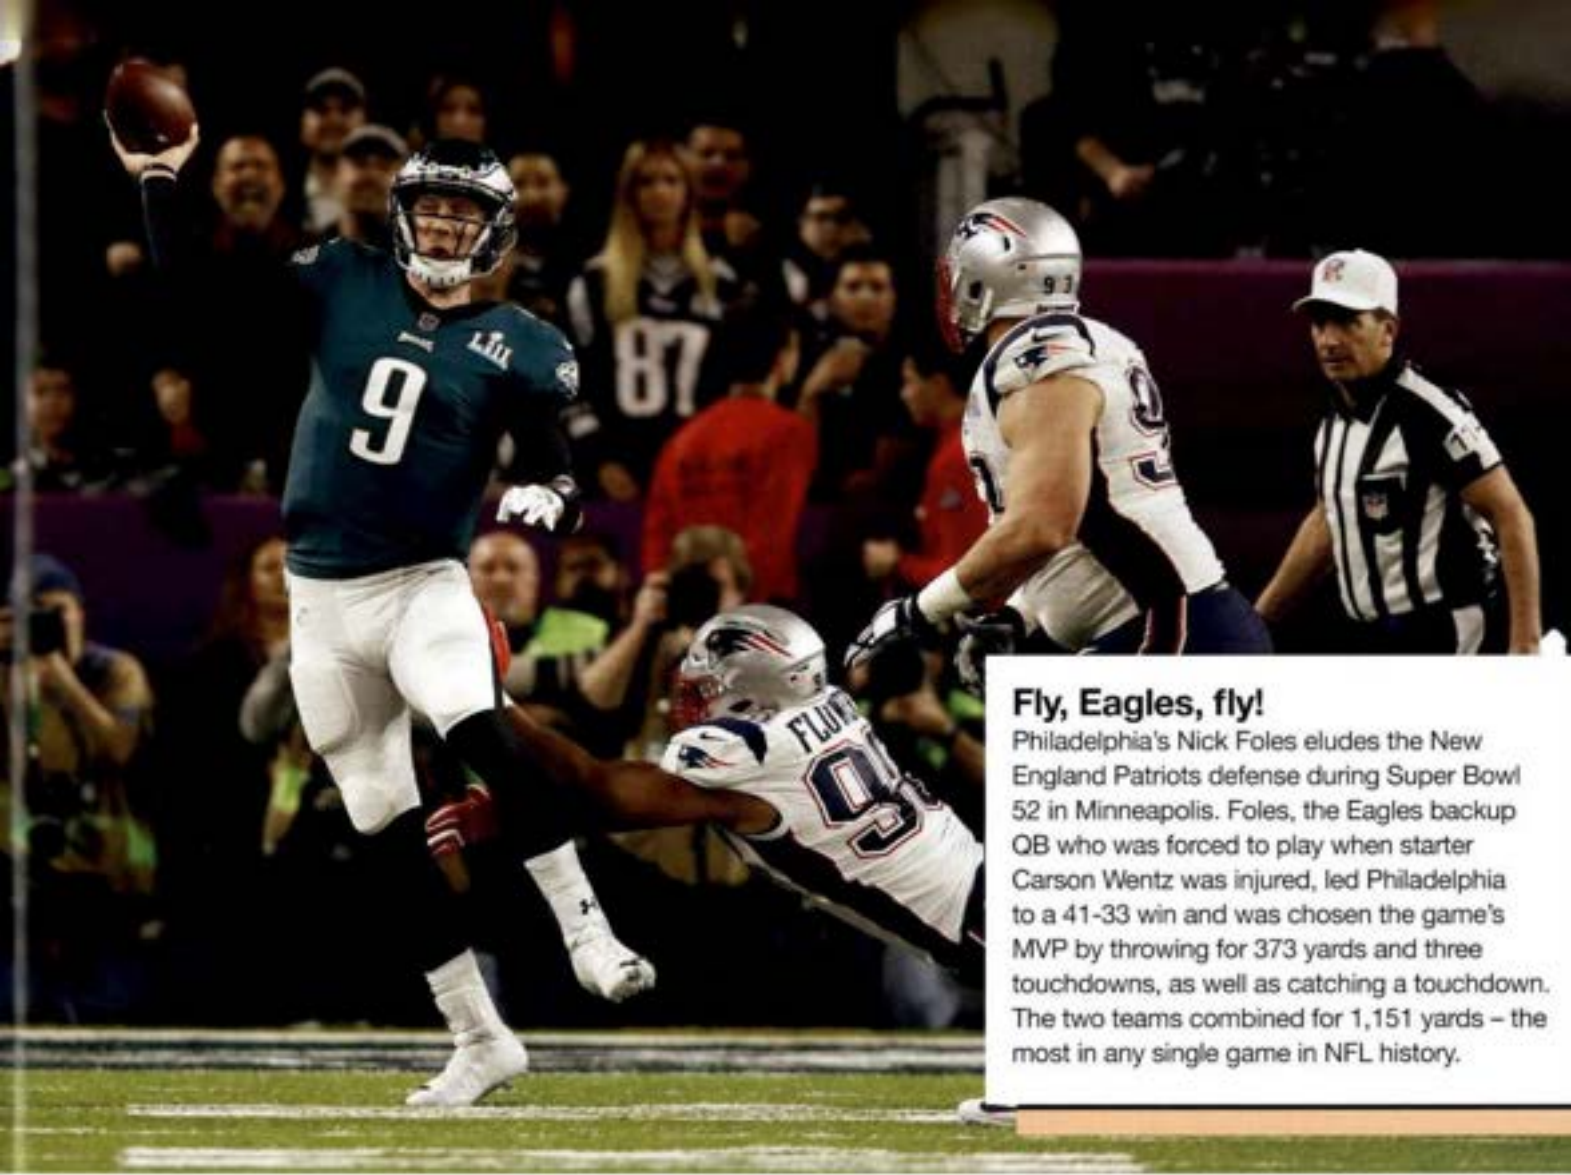 LII
9
87
93
9
7
FLOWE
9
Fly, Eagles, fly!
Philadelphia's Nick Foles eludes the New
England Patriots defense during Super Bowl
52 in Minneapolis. Foles, the Eagles backup
QB who was forced to play when starter
Carson Wentz was injured, led Philadelphia
to a 41-33 win and was chosen the game's
MVP by throwing for 373 yards and three
touchdowns, as well as catching a touchdown.
The two teams combined for 1,151 yards – the
most in any single game in NFL history.